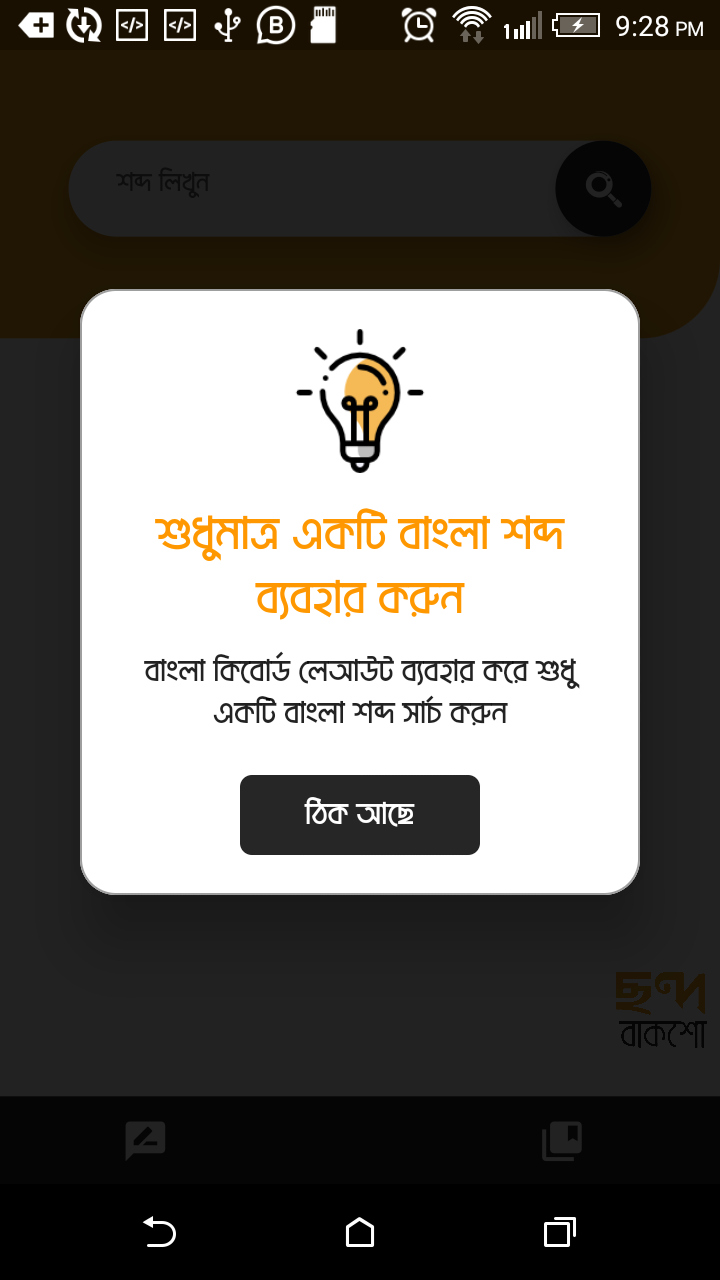 9:28 PM
শব্দ লিখুন
শুধুমাত্র একটি বাংলা শব্দ
ব্যবহার করুন
বাংলা কিবোর্ড লেআউট ব্যবহার করে শুধু
একটি বাংলা শব্দ সার্চ করুন
ঠিক আছে
ছন্দ
বাকশো